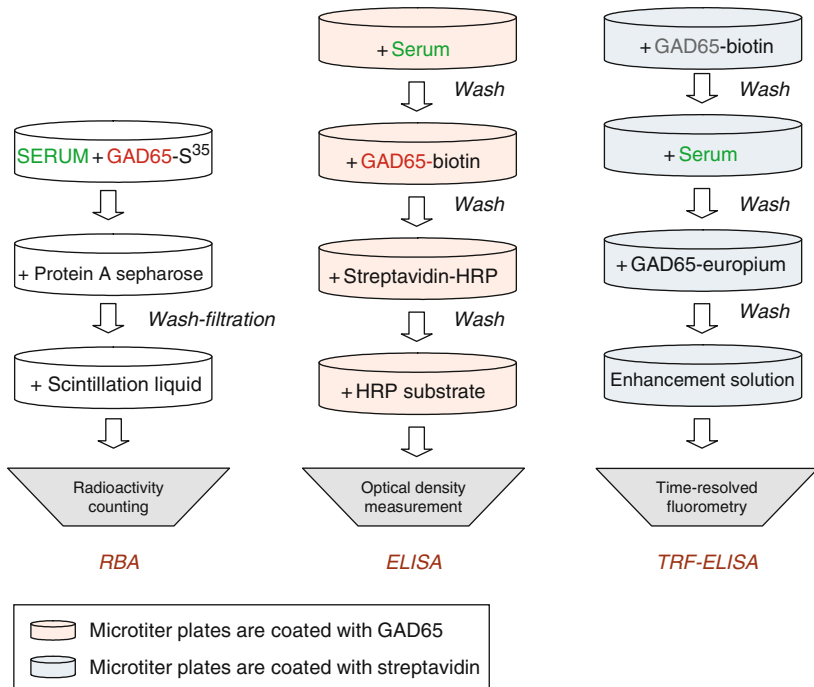 SERUM + GAD65-S³⁵
+ Protein A sepharose
Wash-filtration
+ Scintillation liquid
Radioactivity
counting
RBA
+ Serum
Wash
+ GAD65-biotin
Wash
+ Streptavidin-HRP
Wash
+ HRP substrate
Optical density
measurement
ELISA
+ GAD65-biotin
Wash
+ Serum
Wash
+ GAD65-europium
Wash
Enhancement solution
Time-resolved
fluorometry
TRF-ELISA
Microtiter plates are coated with GAD65
Microtiter plates are coated with streptavidin